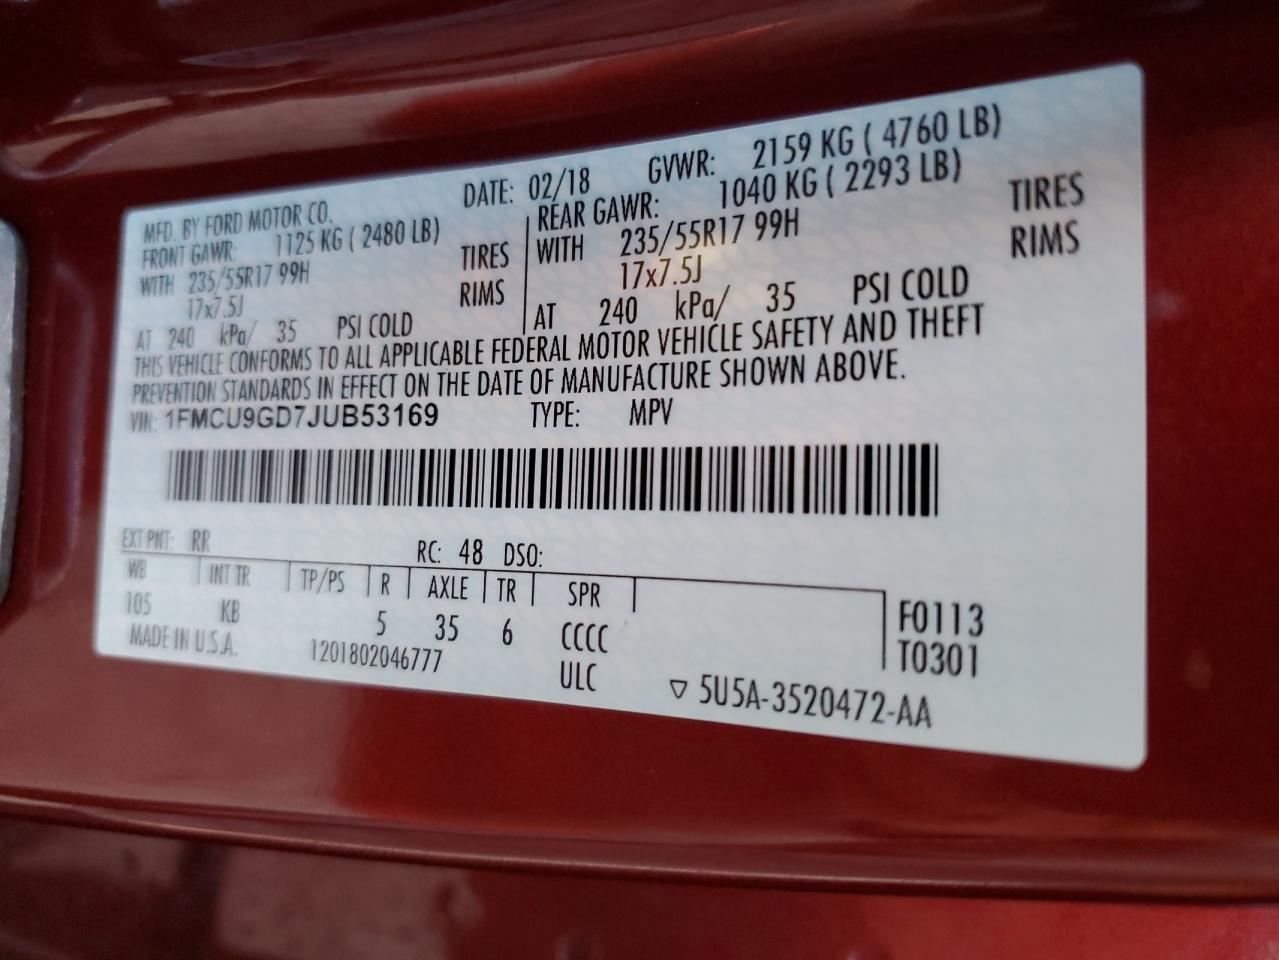 MFD. BY FORD MOTOR CO. DATE: 02/18 GVWR: 2159 KG ( 4760 LB)
FRONT GAWR: 1125 KG ( 2480 LB) REAR GAWR: 1040 KG ( 2293 LB)
WITH 235/55R17 99H TIRES WITH 235/55R17 99H TIRES
17x7.5J RIMS 17x7.5J RIMS
AT 240 kPa/ 35 PSI COLD AT 240 kPa/ 35 PSI COLD
THIS VEHICLE CONFORMS TO ALL APPLICABLE FEDERAL MOTOR VEHICLE SAFETY AND THEFT
PREVENTION STANDARDS IN EFFECT ON THE DATE OF MANUFACTURE SHOWN ABOVE.
VIN: 1FMCU9GD7JUB53169 TYPE: MPV
EXT PNT: RR RC: 48 DSO:
WB INT TR TP/PS R AXLE TR SPR
105 KB 5 35 6 CCCC F0113
MADE IN U.S.A. 1201802046777 ULC T0301
▽ 5U5A-3520472-AA